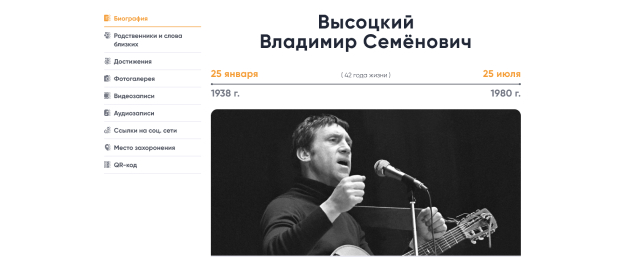 Биография
Родственники и слова
близких
Достижения
Фотогалерея
Видеозаписи
Аудиозаписи
Ссылки на соц. сети
Место захоронения
QR-код
Высоцкий
Владимир Семёнович
25 января
( 42 года жизни )
25 июля
1938 г.
1980 г.